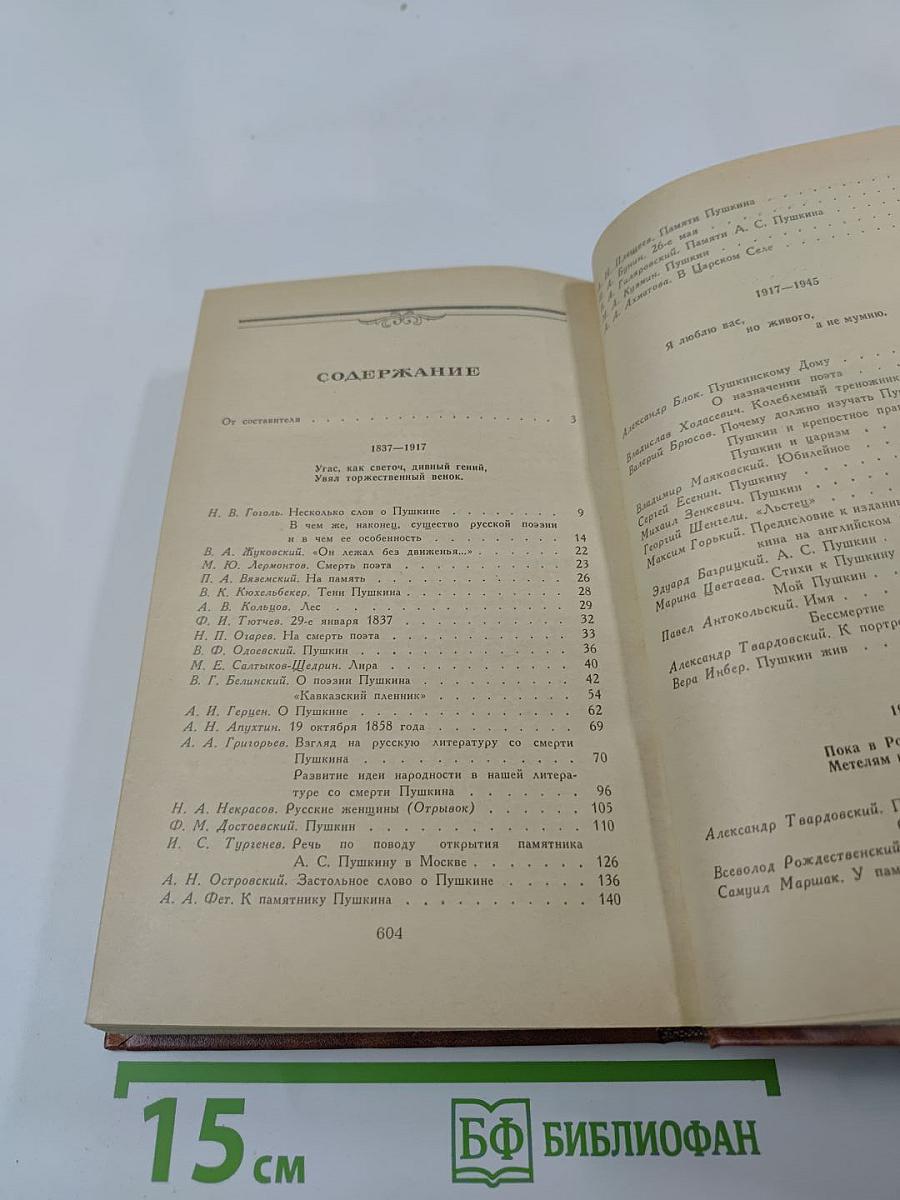 СОДЕРЖАНИЕ
От составителя . . . . . . . . . . . . . . . . . 3
1837—1917
Угас, как светоч, дивный гений,
Увял торжественный венок.
Н. В. Гоголь. Несколько слов о Пушкине . . . . . . . . 9
В чем же, наконец, существо русской поэзии
и в чем ее особенность . . . . . . . . . . 14
В. А. Жуковский. «Он лежал без движенья...» . . . . . . 22
М. Ю. Лермонтов. Смерть поэта . . . . . . . . . . . 23
П. А. Вяземский. На память . . . . . . . . . . . . 26
В. К. Кюхельбекер. Тени Пушкина . . . . . . . . . . 28
А. В. Кольцов. Лес . . . . . . . . . . . . . . 29
Ф. И. Тютчев. 29-е января 1837 . . . . . . . . . . . 32
Н. П. Огарев. На смерть поэта . . . . . . . . . . . 33
В. Ф. Одоевский. Пушкин . . . . . . . . . . . . . 36
М. Е. Салтыков-Щедрин. Лира . . . . . . . . . . . 40
В. Г. Белинский. О поэзии Пушкина . . . . . . . . . 42
«Кавказский пленник» . . . . . . . . . 54
А. И. Герцен. О Пушкине . . . . . . . . . . . . . 62
А. Н. Апухтин. 19 октября 1858 года . . . . . . . . . 69
А. А. Григорьев. Взгляд на русскую литературу со смерти
Пушкина . . . . . . . . . . . . . 70
Развитие идеи народности в нашей литера-
туре со смерти Пушкина . . . . . . . 96
Н. А. Некрасов. Русские женщины (Отрывок) . . . . . . 105
Ф. М. Достоевский. Пушкин . . . . . . . . . . . . 110
И. С. Тургенев. Речь по поводу открытия памятника
А. С. Пушкину в Москве . . . . . . . 126
А. Н. Островский. Застольное слово о Пушкине . . . . . 136
А. А. Фет. К памятнику Пушкина . . . . . . . . . . 140
604
Н. Плещеев. Памяти Пушкина . . . . .
А. Бунин. 26-е мая . . . . . . .
А. Гиляровский. Памяти А. С. Пушкина . . .
А. Кузмин. Пушкин . . . . . . .
А. Ахматова. В Царском Селе . . . . .
1917—1945
Я люблю вас,
но живого,
а не мумию.
Александр Блок. Пушкинскому Дому . . . .
О назначении поэта . . . .
Владислав Ходасевич. Колеблемый треножник
Валерий Брюсов. Почему должно изучать
Пушкин и крепостное
Пушкин и царизм . .
Владимир Маяковский. Юбилейное . .
Сергей Есенин. Пушкину . . . . .
Михаил Зенкевич. Пушкин . . . . .
Георгий Шенгели. «Льстец» . . . .
Максим Горький. Предисловие к
кина на английском
Эдуард Багрицкий. А. С. Пушкин .
Марина Цветаева. Стихи к Пушкину
Мой Пушкин .
Павел Антокольский. Имя . . . .
Бессмертие
Александр Твардовский. К
Вера Инбер. Пушкин жив . . .
Пока в
Метелям
Александр Твардовский.
Всеволод Рождественский
Самуил Маршак. У
15 см
БФ БИБЛИОФАН